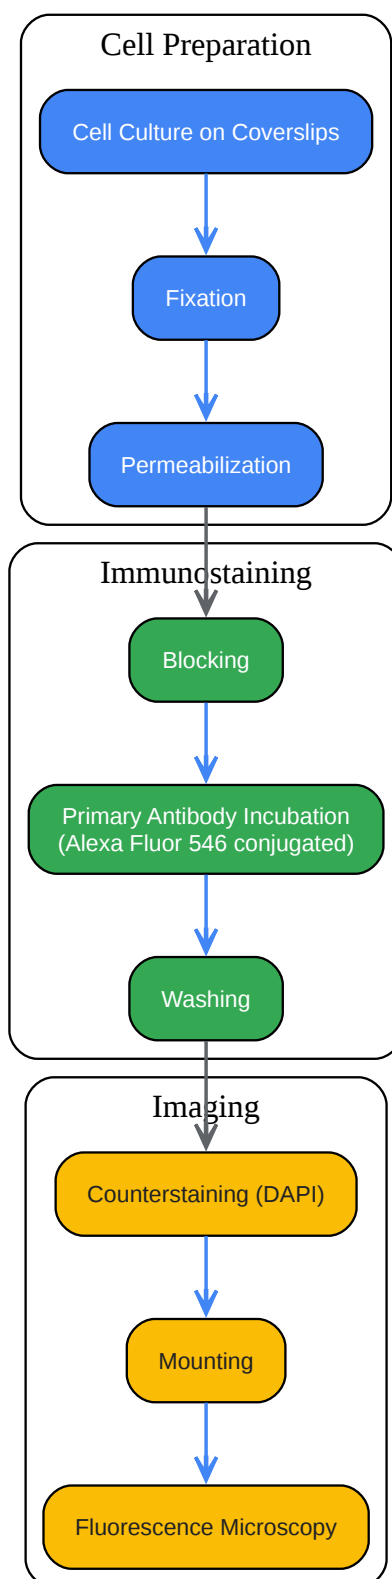 Cell Preparation
Cell Culture on Coverslips
Fixation
Permeabilization
Immunostaining
Blocking
Primary Antibody Incubation
(Alexa Fluor 546 conjugated)
Washing
Imaging
Counterstaining (DAPI)
Mounting
Fluorescence Microscopy